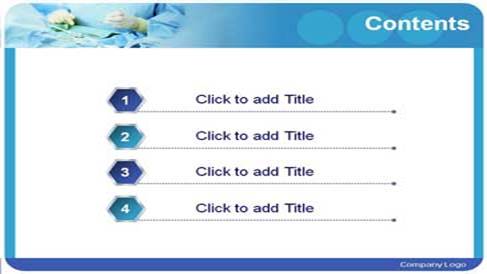 Contents
1 Click to add Title
2 Click to add Title
3 Click to add Title
4 Click to add Title
Company Logo